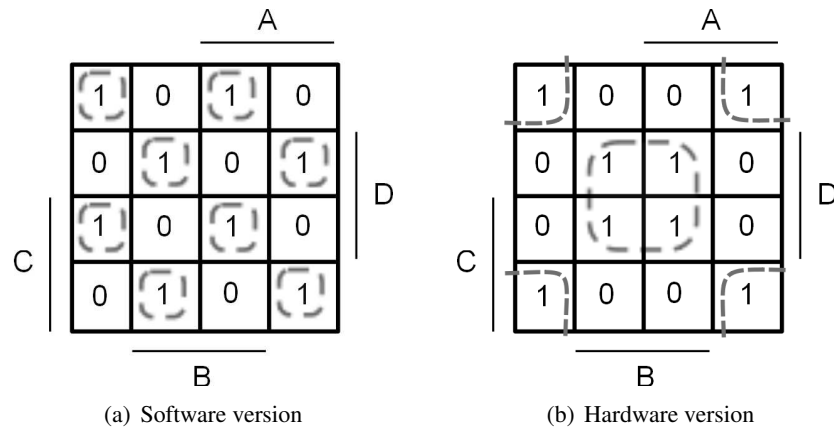 A A
1 0 1 0 1 0 0 1
0 1 0 1 0 1 1 0
D D
1 0 1 0 0 1 1 0
C C
0 1 0 1 1 0 0 1
B B
(a) Software version (b) Hardware version